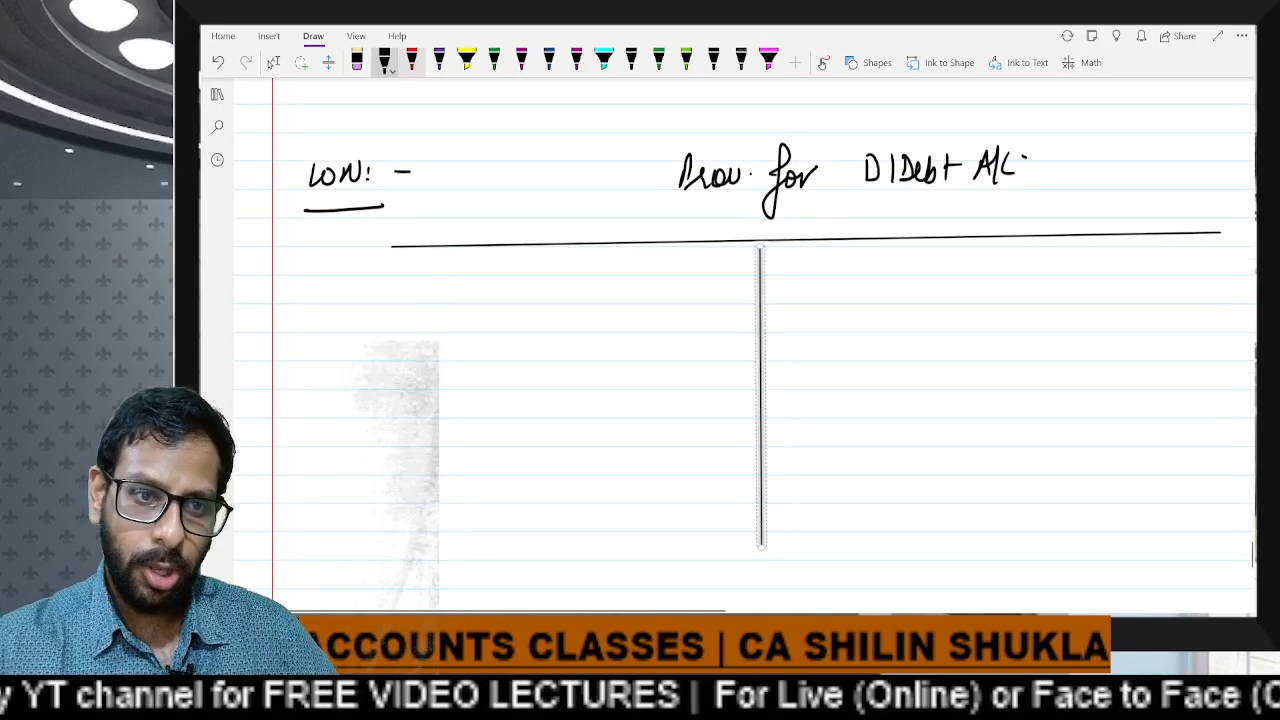 Home Insert Draw View Help
Share
Shapes Ink to Shape Ink to Text Math
W.N: - Prov. for D/Debt A/c
ACCOUNTS CLASSES | CA SHILIN SHUKLA
y YT channel for FREE VIDEO LECTURES | For Live (Online) or Face to Face (